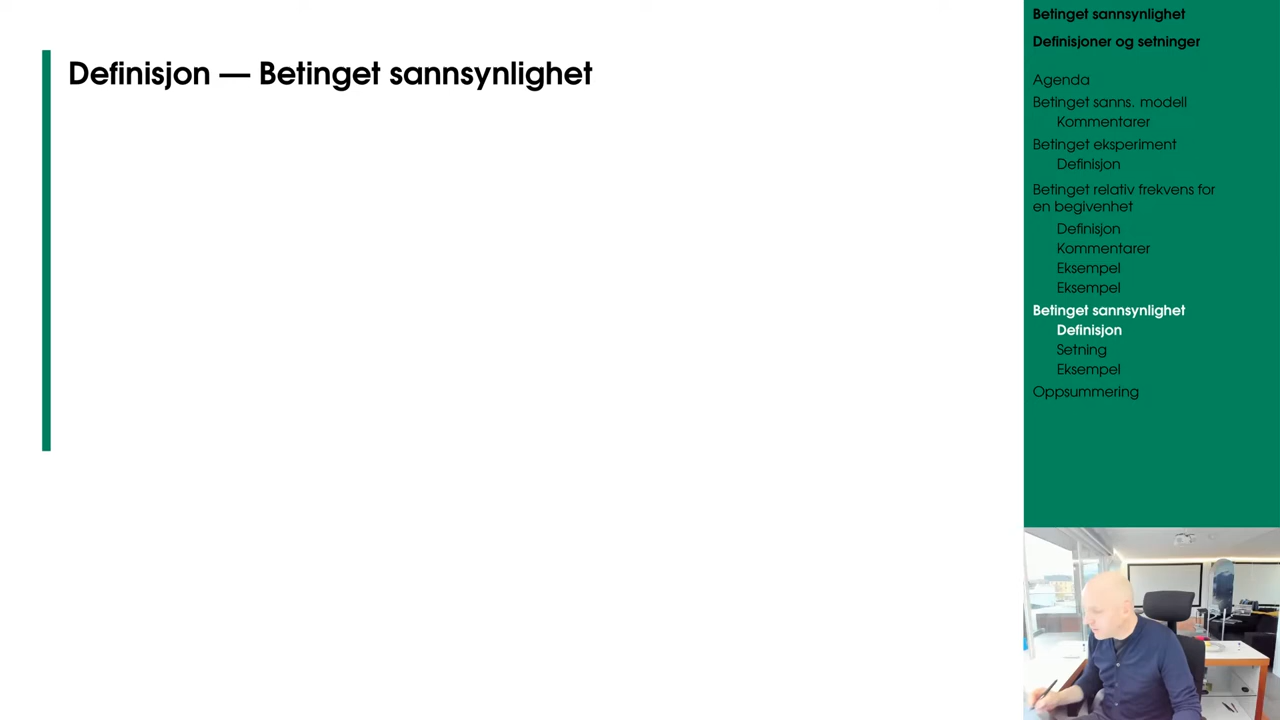 Definisjon — Betinget sannsynlighet
Betinget sannsynlighet
Definisjoner og setninger
Agenda
Betinget sanns. modell
Kommentarer
Betinget eksperiment
Definisjon
Betinget relativ frekvens for
en begivenhet
Definisjon
Kommentarer
Eksempel
Eksempel
Betinget sannsynlighet
Definisjon
Setning
Eksempel
Oppsummering